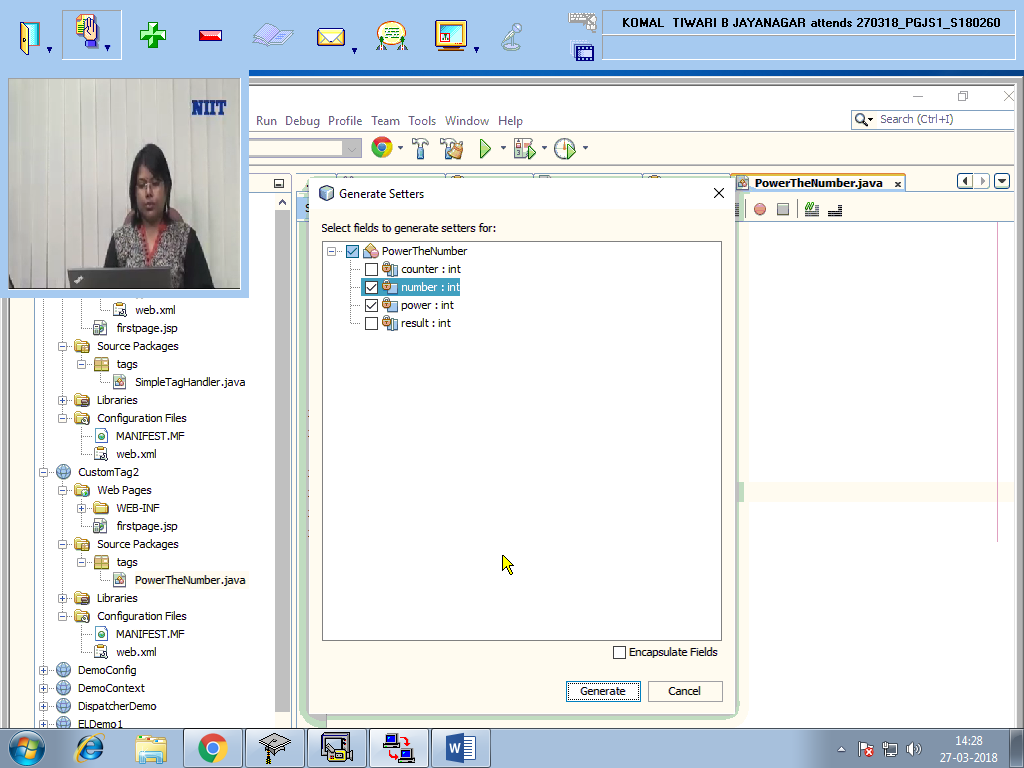 KOMAL TIWARI B JAYANAGAR attends 270318_PGJS1_S180260
NIIT
Run Debug Profile Team Tools Window Help
Search (Ctrl+I)
PowerTheNumber.java
Generate Setters
Select fields to generate setters for:
PowerTheNumber
counter : int
number : int
power : int
result : int
Encapsulate Fields
Generate
Cancel
web.xml
firstpage.jsp
Source Packages
tags
SimpleTagHandler.java
Libraries
Configuration Files
MANIFEST.MF
web.xml
CustomTag2
Web Pages
WEB-INF
firstpage.jsp
Source Packages
tags
PowerTheNumber.java
Libraries
Configuration Files
MANIFEST.MF
web.xml
DemoConfig
DemoContext
DispatcherDemo
ELDemo1
14:28
27-03-2018